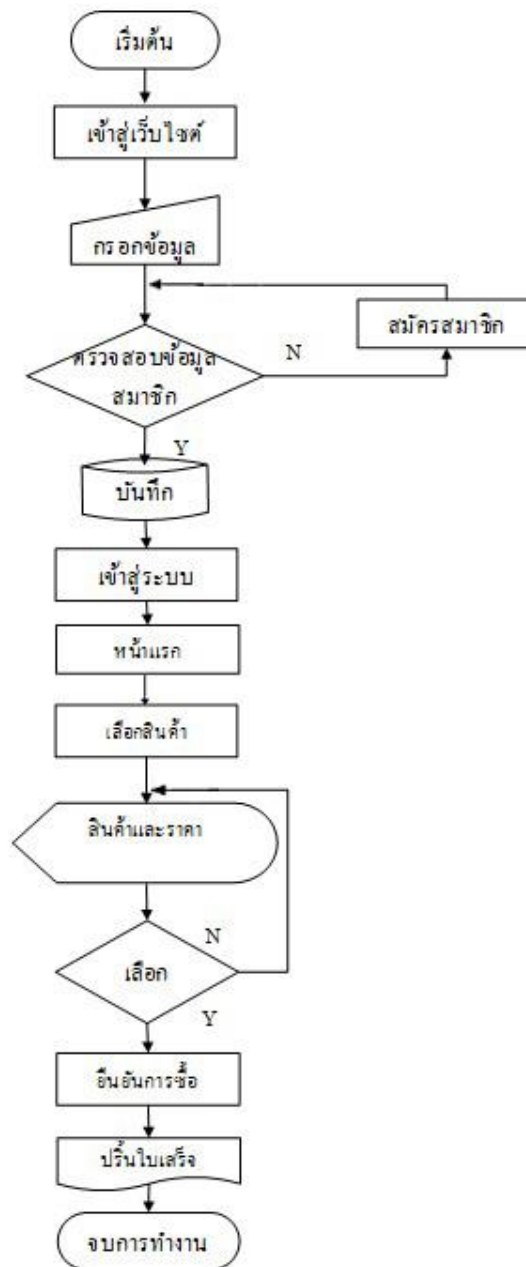 เริ่มต้น
เข้าสู่เว็บไซต์
กรอกข้อมูล
สมัครสมาชิก
ตรวจสอบข้อมูล
สมาชิก
N
Y
บันทึก
เข้าสู่ระบบ
หน้าแรก
เลือกสินค้า
สินค้าและราคา
N
เลือก
Y
ยืนยันการซื้อ
ปริ้นใบเสร็จ
จบการทำงาน